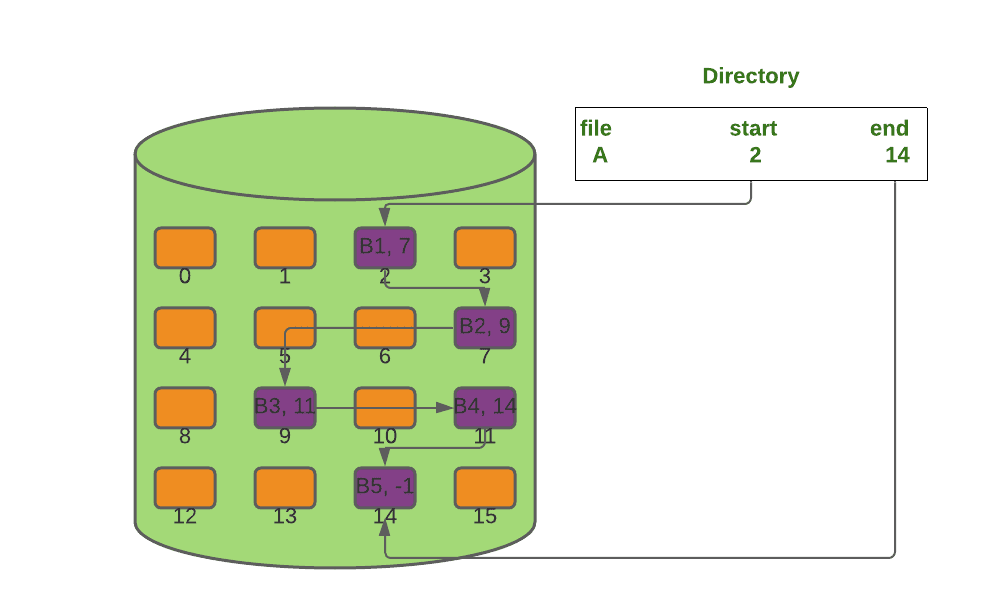 Directory
file start end
A 2 14
B1, 7
0 1 2 3
B2, 9
4 5 6 7
B3, 11 B4, 14
8 9 10 11
B5, -1
12 13 14 15